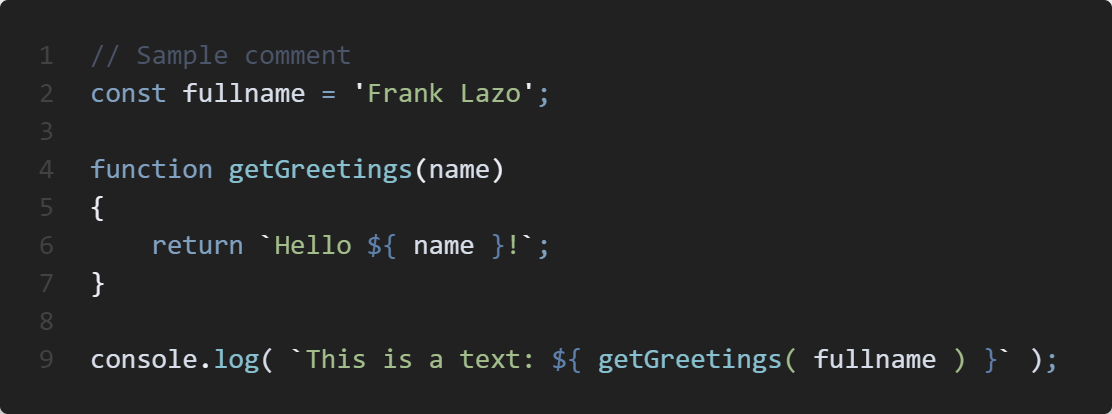 1 // Sample comment
2 const fullname = 'Frank Lazo';
3
4 function getGreetings(name)
5 {
6     return `Hello ${ name }!`;
7 }
8
9 console.log( `This is a text: ${ getGreetings( fullname ) }` );